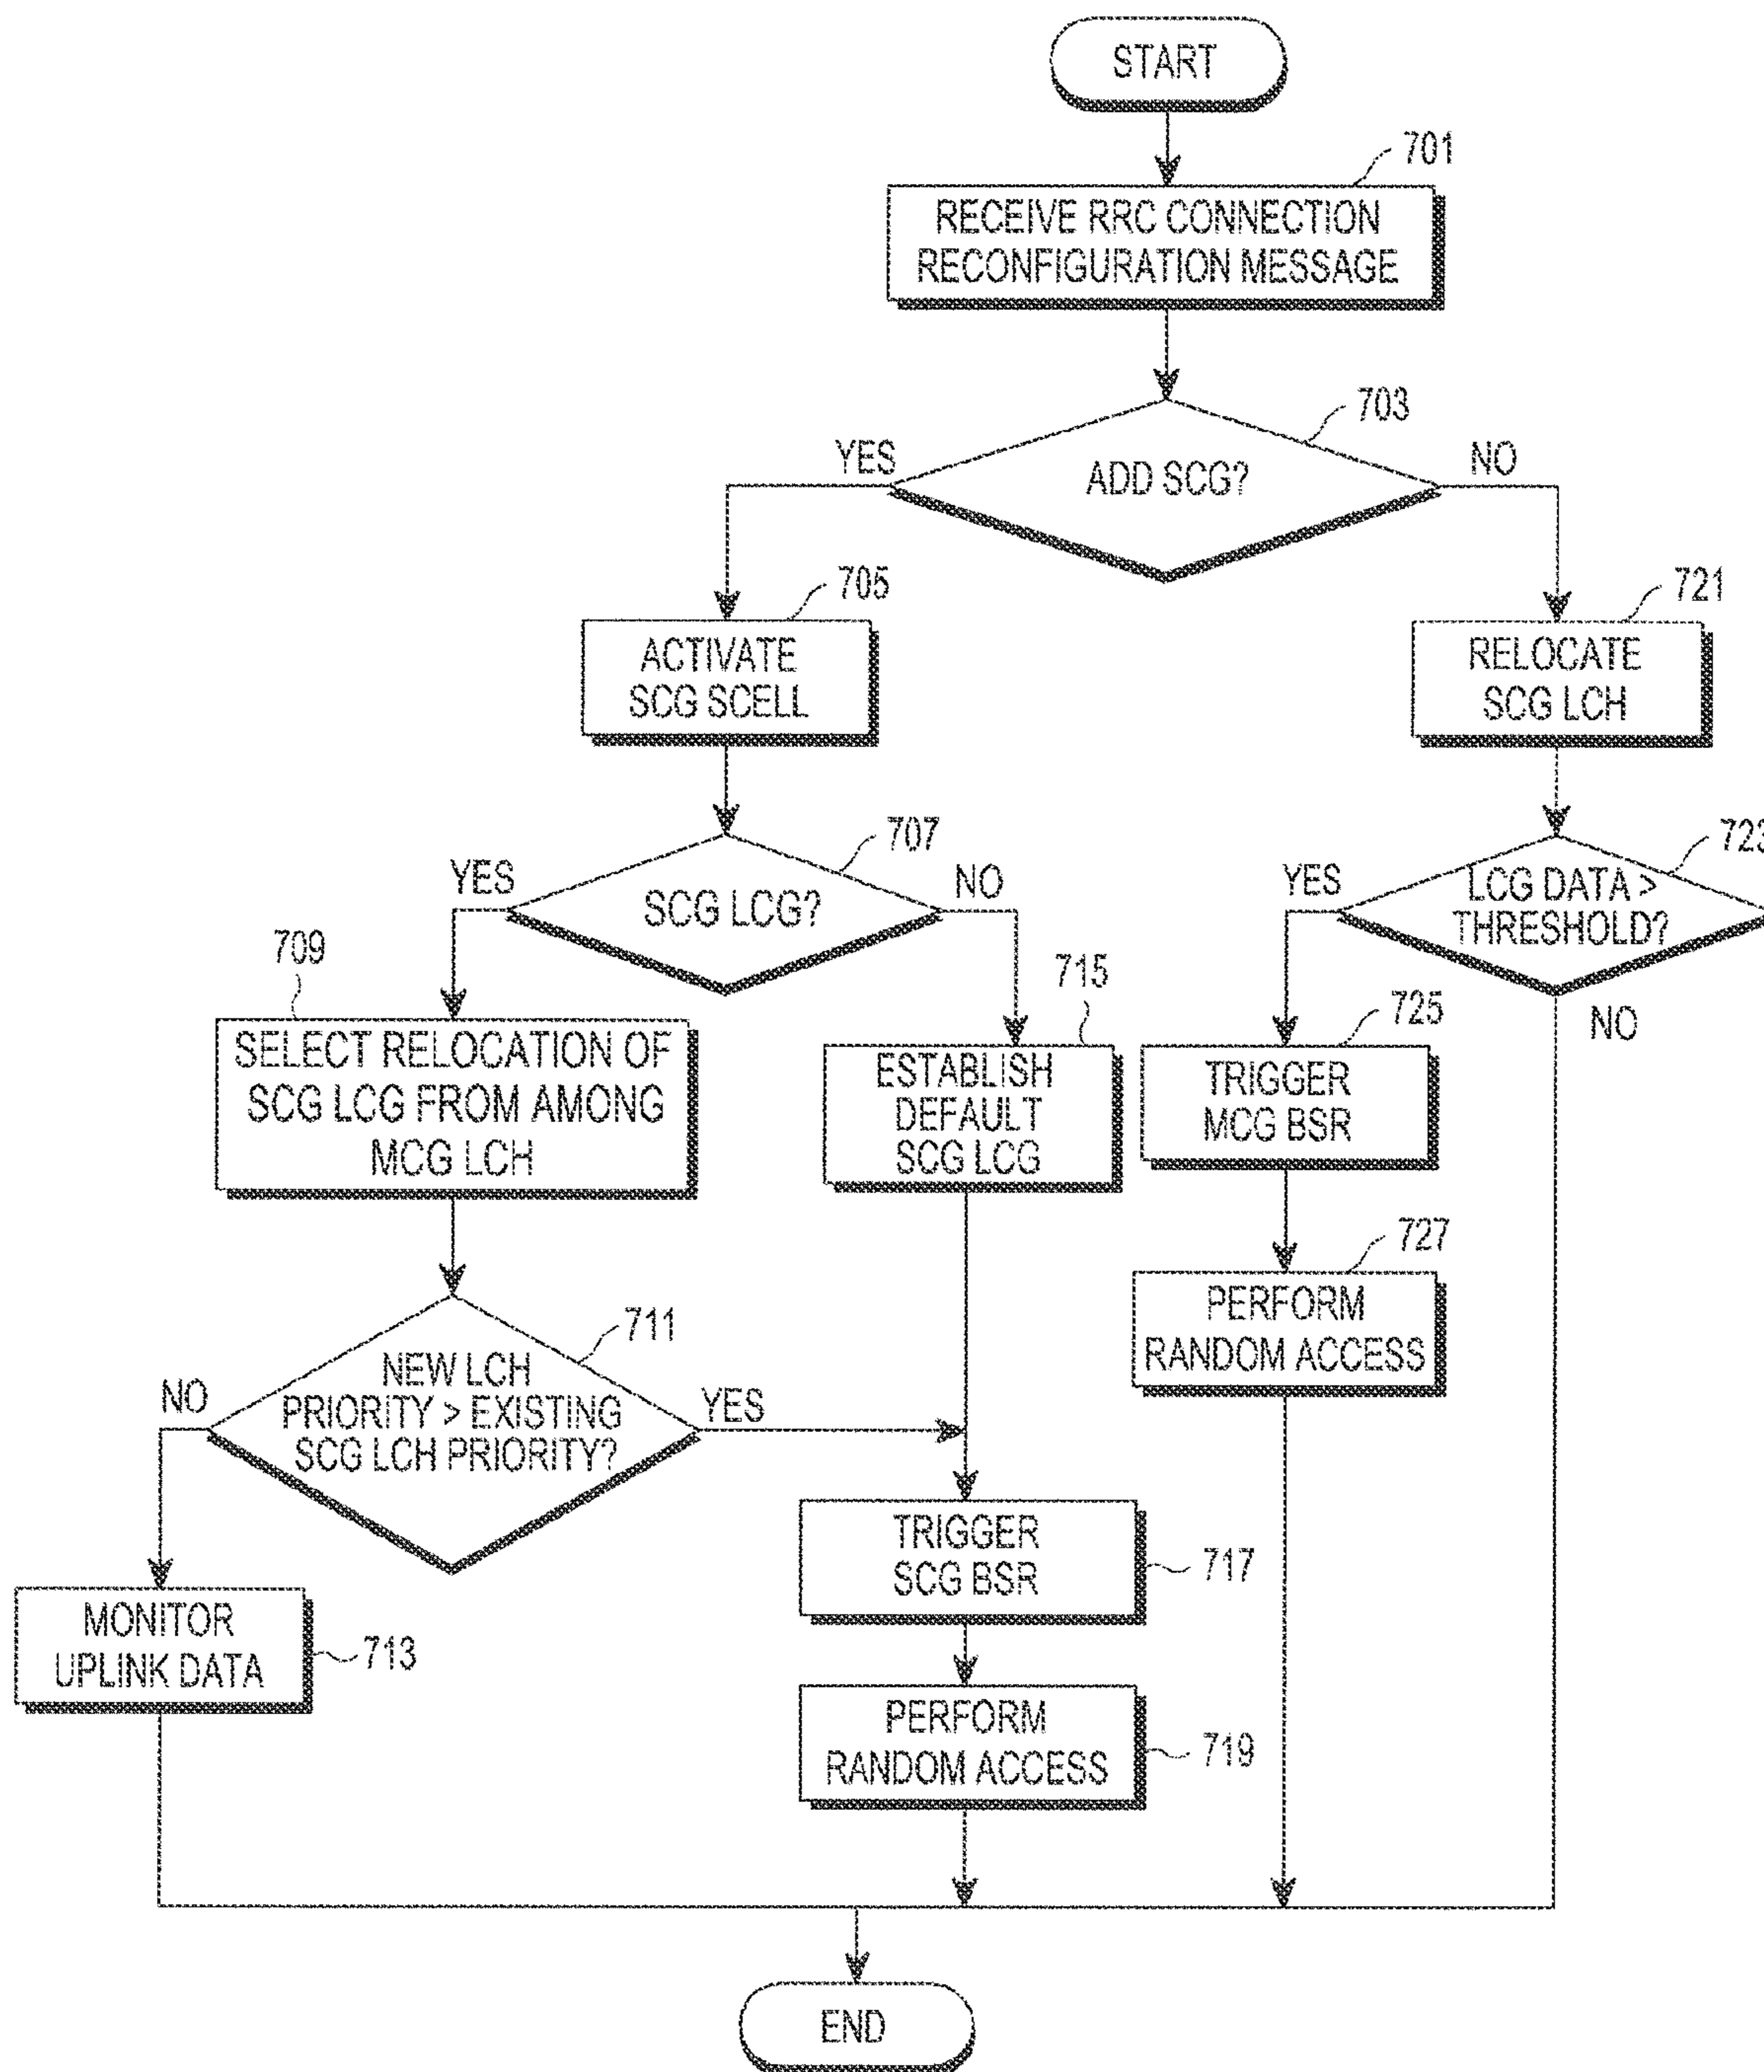 START
701
RECEIVE RRC CONNECTION
RECONFIGURATION MESSAGE
703
YES
ADD SCG?
NO
705
ACTIVATE
SCG SCELL
721
RELOCATE
SCG LCH
707
YES
SCG LCG?
NO
723
YES
LCG DATA >
THRESHOLD?
NO
709
SELECT RELOCATION OF
SCG LCG FROM AMONG
MCG LCH
715
ESTABLISH
DEFAULT
SCG LCG
725
TRIGGER
MCG BSR
727
PERFORM
RANDOM ACCESS
711
NO
NEW LCH
PRIORITY > EXISTING
SCG LCH PRIORITY?
YES
MONITOR
UPLINK DATA
713
TRIGGER
SCG BSR
717
PERFORM
RANDOM ACCESS
719
END